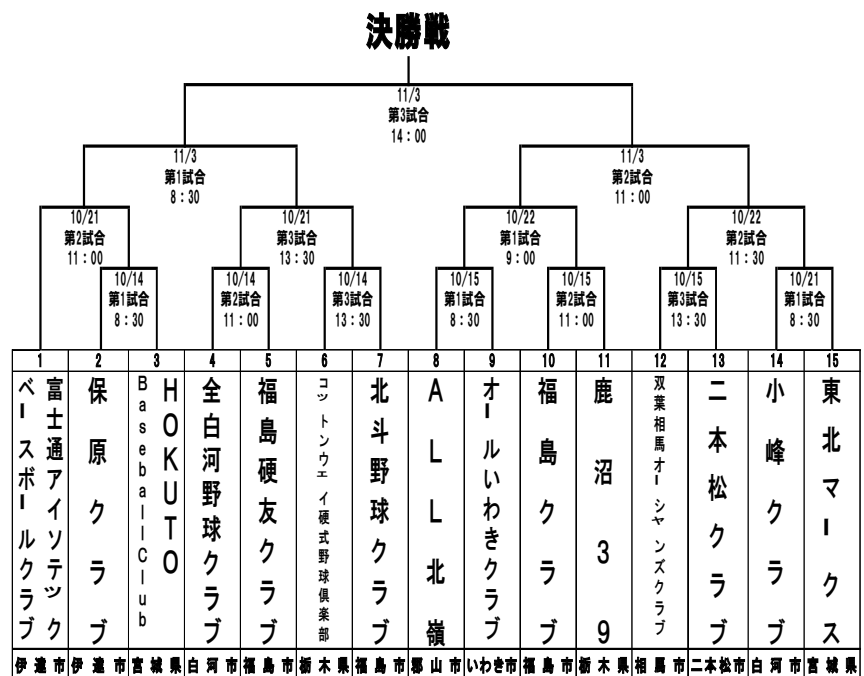 決勝戦
11/3
第3試合
14：00
11/3
第1試合
8：30
11/3
第2試合
11：00
10/21
第2試合
11：00
10/21
第3試合
13：30
10/22
第1試合
9：00
10/22
第2試合
11：30
10/14
第1試合
8：30
10/14
第2試合
11：00
10/14
第3試合
13：30
10/15
第1試合
8：30
10/15
第2試合
11：00
10/15
第3試合
13：30
10/21
第1試合
8：30
1 2 3 4 5 6 7 8 9 10 11 12 13 14 15
富士通アイソテック
ベースボールクラブ
保原クラブ
HOKUTO
BaseballClub
全白河野球クラブ
福島硬友クラブ
コットンウェイ硬式野球倶楽部
北斗野球クラブ
ALL北嶺
オールいわきクラブ
福島クラブ
鹿沼39
双葉相馬オーシャンズクラブ
二本松クラブ
小峰クラブ
東北マークス
伊達市 伊達市 宮城県 白河市 福島市 栃木県 福島市 郡山市 いわき市 福島市 栃木県 相馬市 二本松市 白河市 宮城県